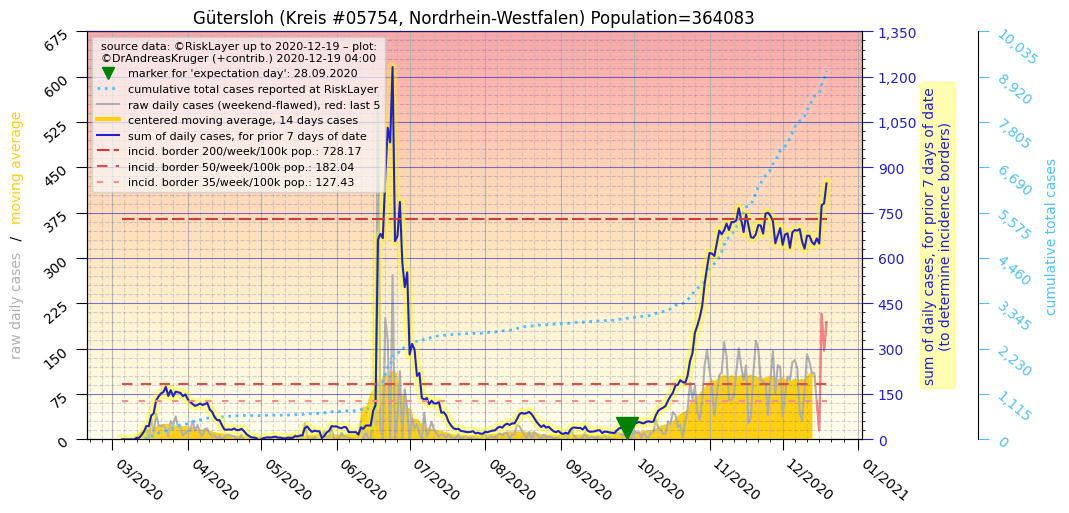 Gütersloh (Kreis #05754, Nordrhein-Westfalen) Population=364083
source data: ©RiskLayer up to 2020-12-19 – plot:
©DrAndreasKruger (+contrib.) 2020-12-19 04:00
marker for 'expectation day': 28.09.2020
cumulative total cases reported at RiskLayer
raw daily cases (weekend-flawed), red: last 5
centered moving average, 14 days cases
sum of daily cases, for prior 7 days of date
incid. border 200/week/100k pop.: 728.17
incid. border 50/week/100k pop.: 182.04
incid. border 35/week/100k pop.: 127.43
raw daily cases / moving average
675
600
525
450
375
300
225
150
75
0
03/2020
04/2020
05/2020
06/2020
07/2020
08/2020
09/2020
10/2020
11/2020
12/2020
01/2021
1,350
1,200
1,050
900
750
600
450
300
150
0
sum of daily cases, for prior 7 days of date
(to determine incidence borders)
10,035
8,920
7,805
6,690
5,575
4,460
3,345
2,230
1,115
0
cumulative total cases